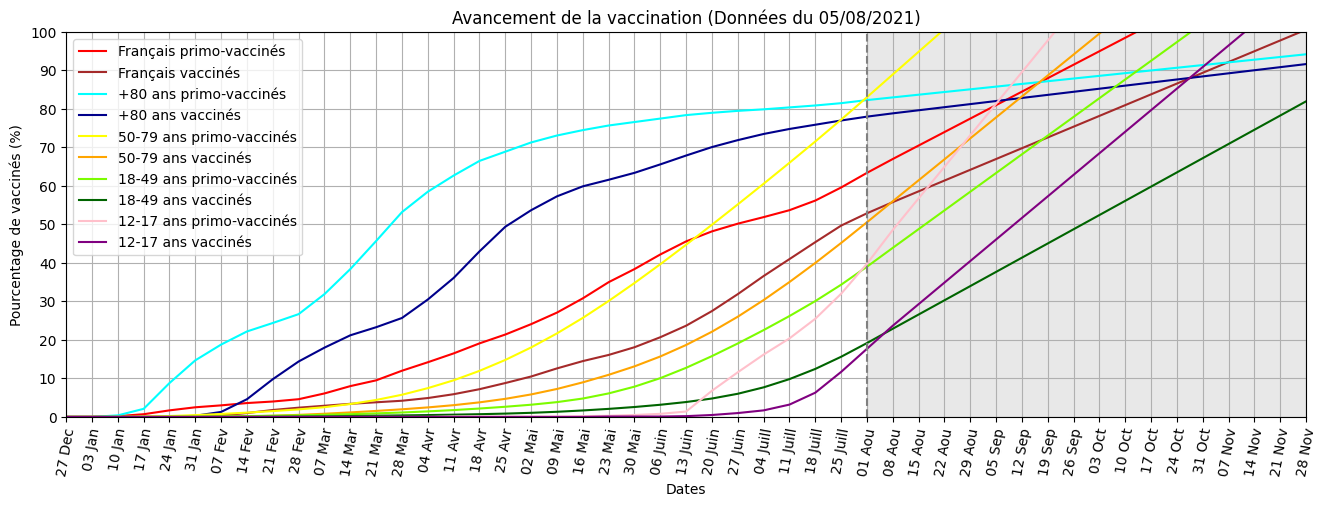 Avancement de la vaccination (Données du 05/08/2021)
Pourcentage de vaccinés (%)
100
90
80
70
60
50
40
30
20
10
0
Français primo-vaccinés
Français vaccinés
+80 ans primo-vaccinés
+80 ans vaccinés
50-79 ans primo-vaccinés
50-79 ans vaccinés
18-49 ans primo-vaccinés
18-49 ans vaccinés
12-17 ans primo-vaccinés
12-17 ans vaccinés
27 Dec
03 Jan
10 Jan
17 Jan
24 Jan
31 Jan
07 Fev
14 Fev
21 Fev
28 Fev
07 Mar
14 Mar
21 Mar
28 Mar
04 Avr
11 Avr
18 Avr
25 Avr
02 Mai
09 Mai
16 Mai
23 Mai
30 Mai
06 Juin
13 Juin
20 Juin
27 Juin
04 Juill
11 Juill
18 Juill
25 Juill
01 Aou
08 Aou
15 Aou
22 Aou
29 Aou
05 Sep
12 Sep
19 Sep
26 Sep
03 Oct
10 Oct
17 Oct
24 Oct
31 Oct
07 Nov
14 Nov
21 Nov
28 Nov
Dates